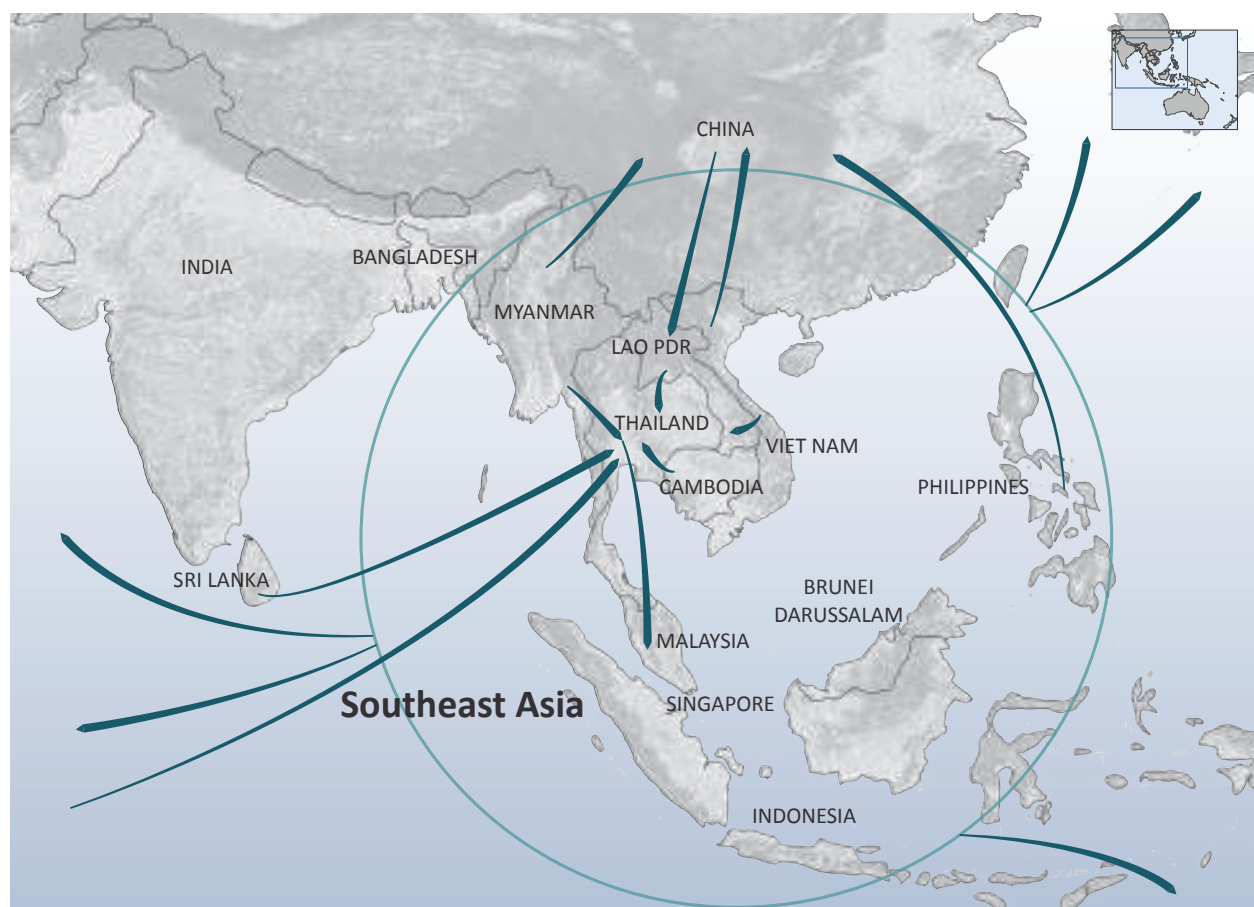 CHINA
BANGLADESH
INDIA
MYANMAR
LAO PDR
THAILAND
VIET NAM
CAMBODIA
PHILIPPINES
SRI LANKA
BRUNEI
DARUSSALAM
MALAYSIA
Southeast Asia
SINGAPORE
INDONESIA